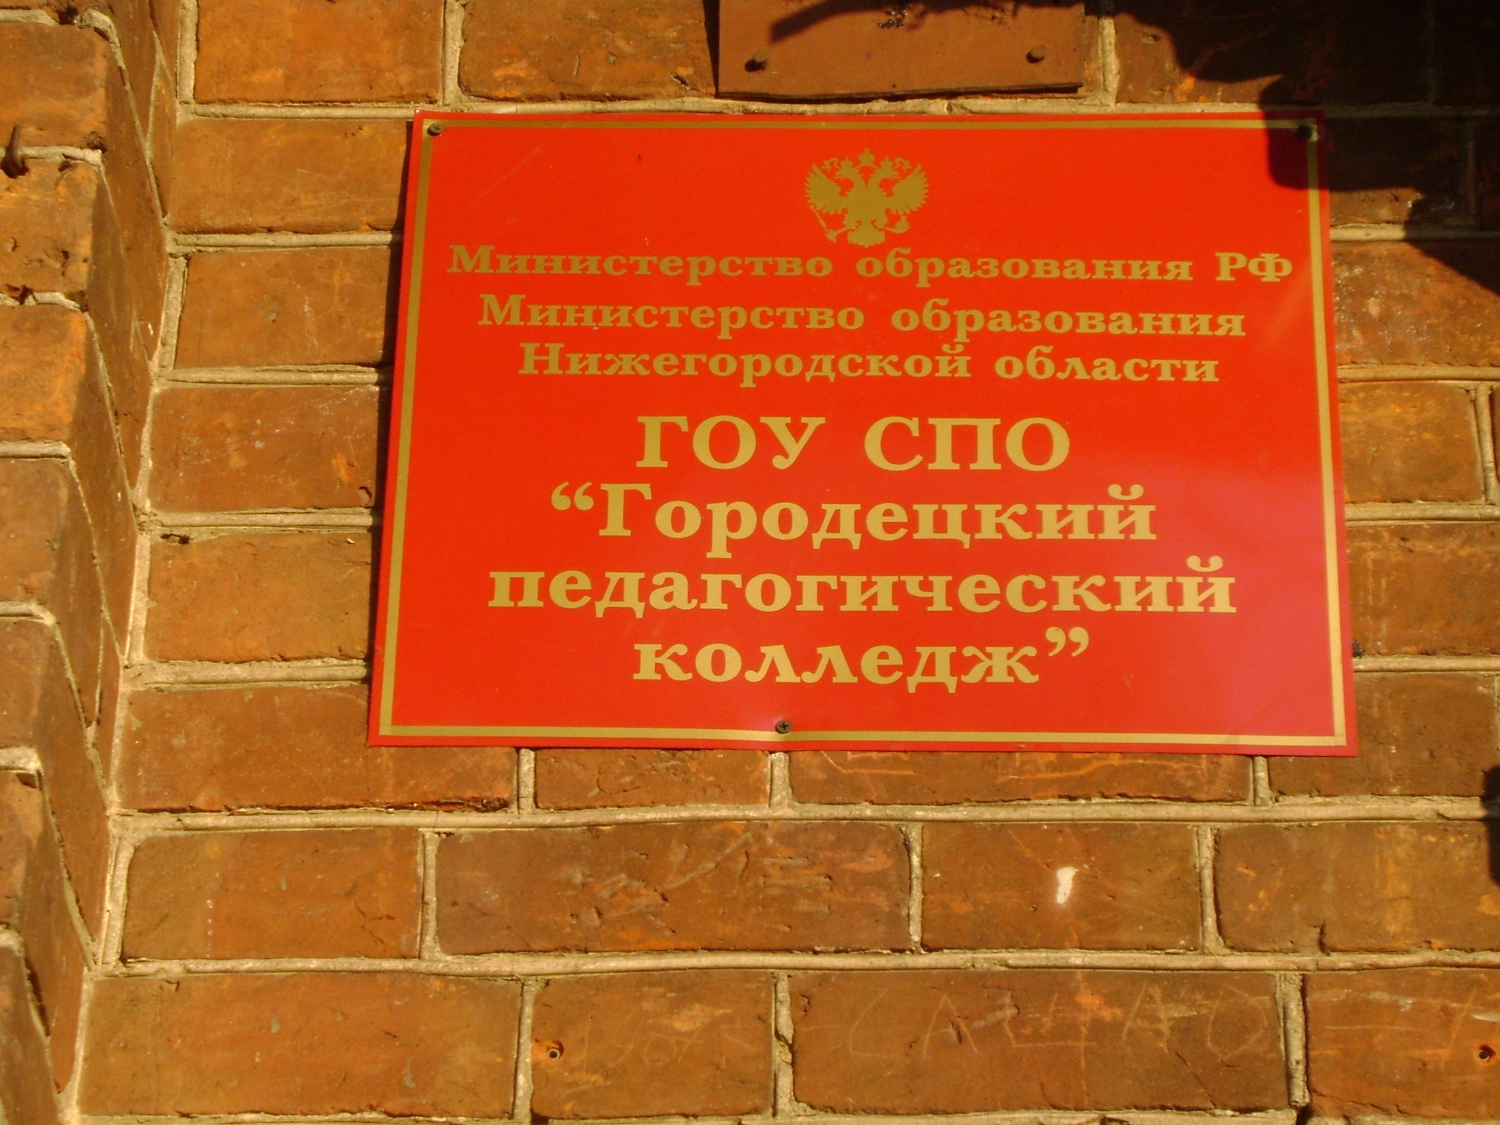 Министерство образования РФ
Министерство образования
Нижегородской области
ГОУ СПО
“Городецкий
педагогический
колледж”